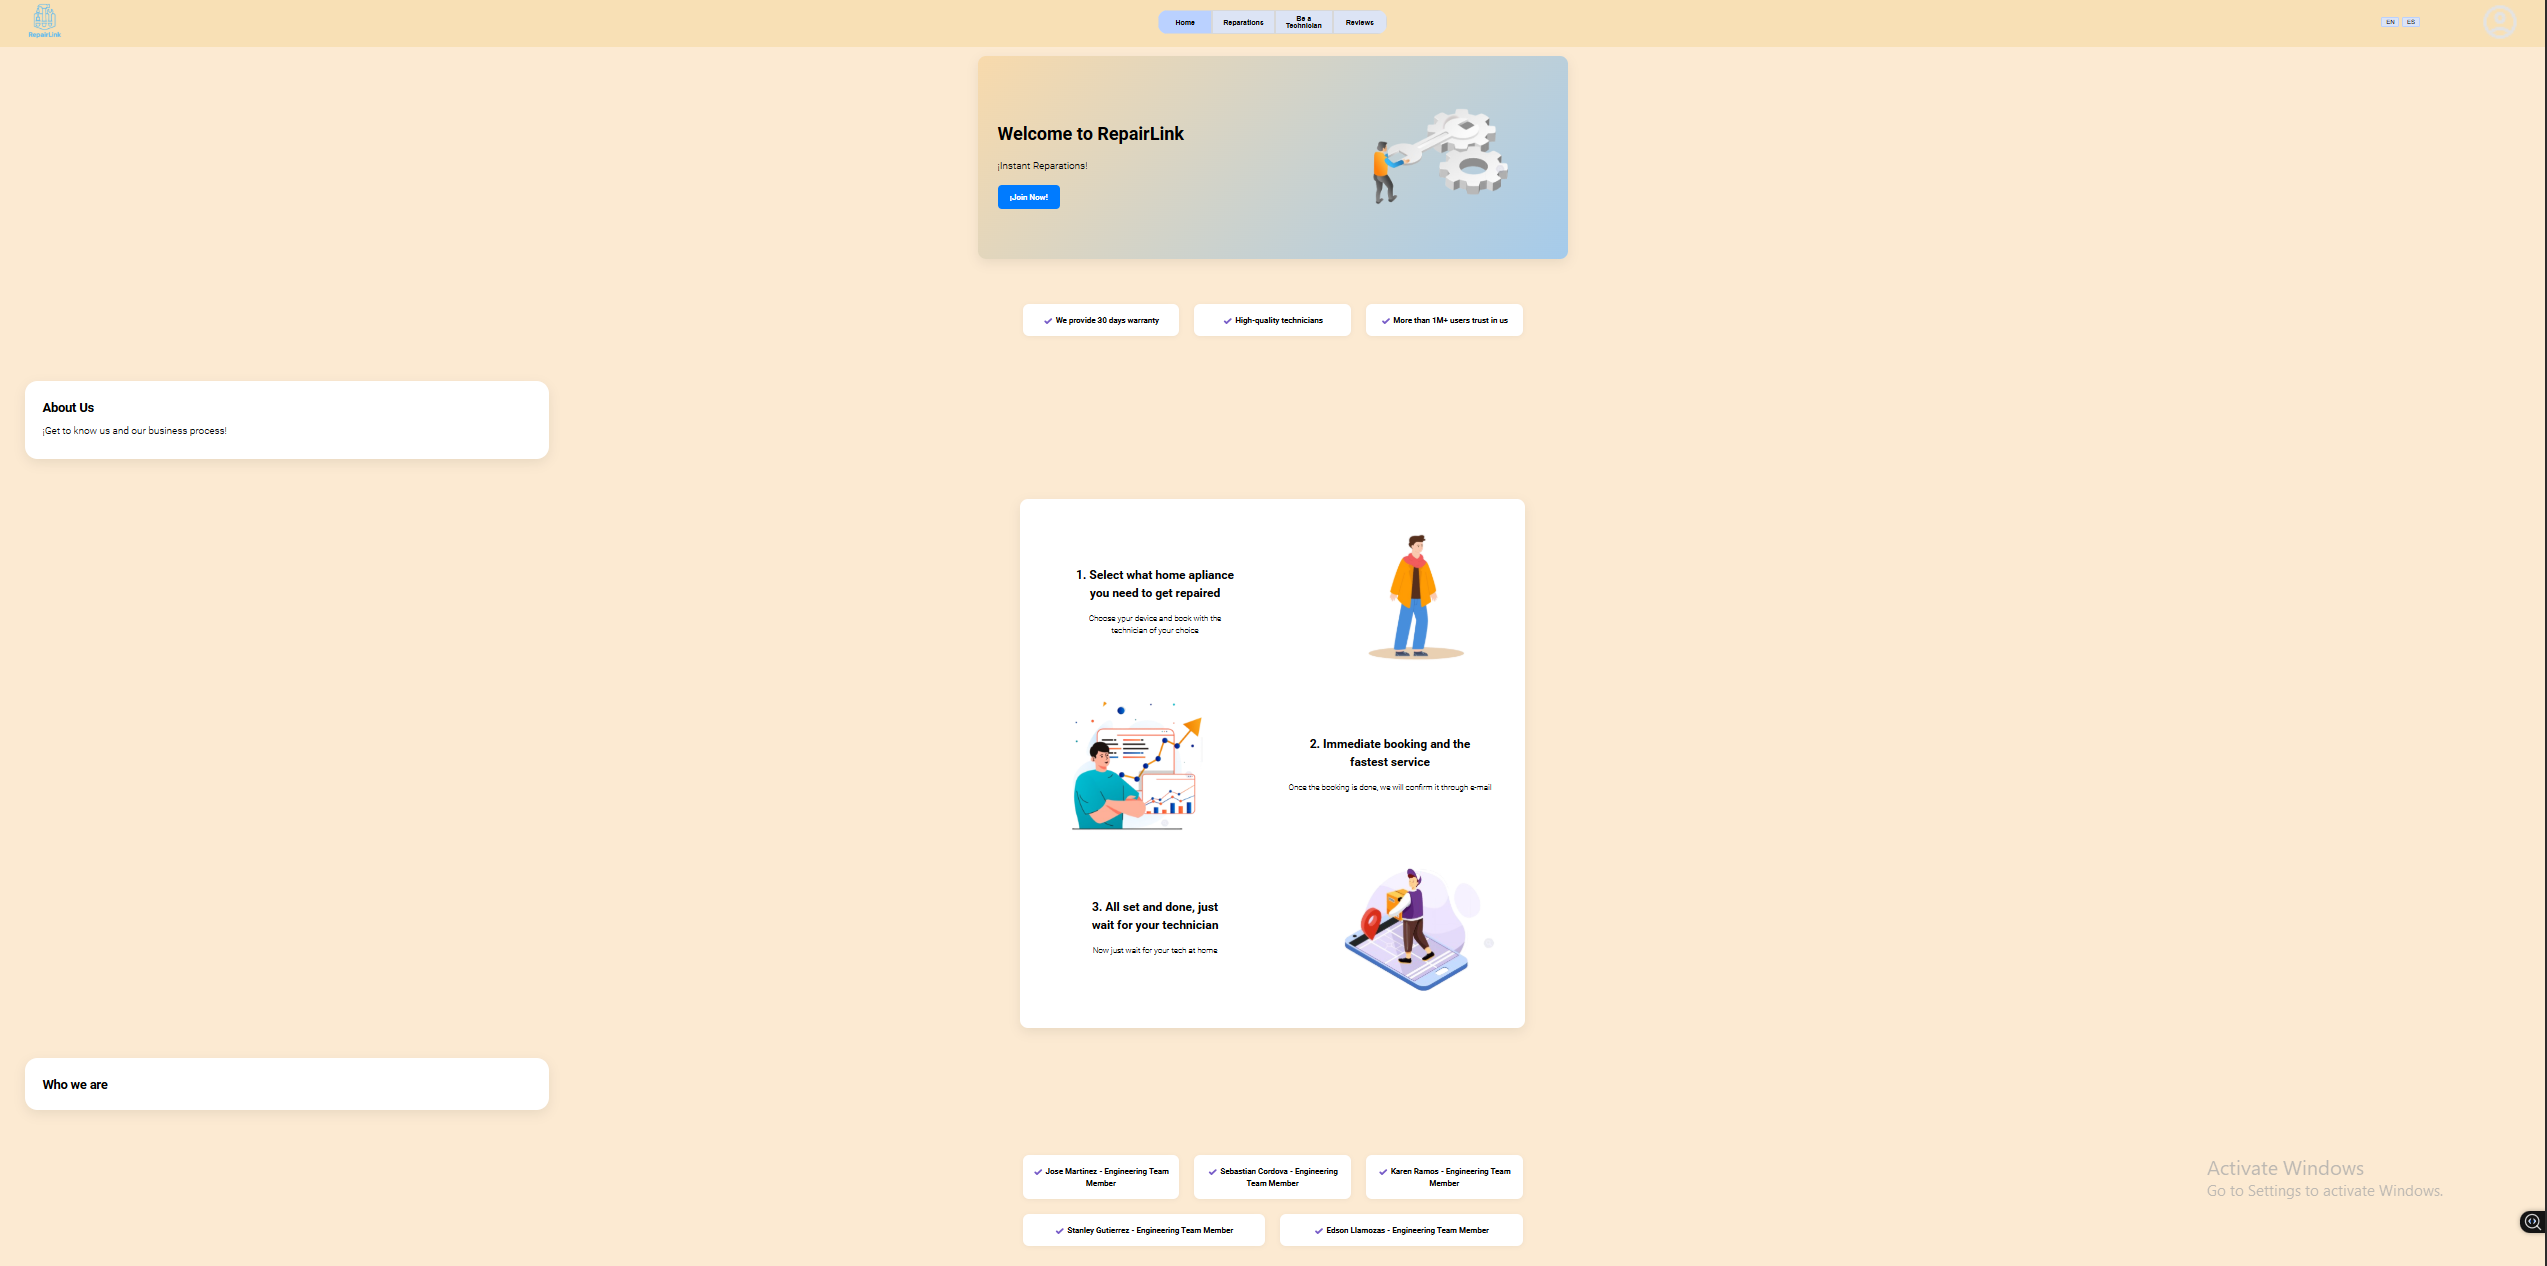 RepairLink
Home
Reparations
Be a
Technician
Reviews
EN
ES
Welcome to RepairLink
¡Instant Reparations!
¡Join Now!
We provide 30 days warranty
High-quality technicians
More than 1M+ users trust in us
About Us
¡Get to know us and our business process!
1. Select what home apliance
you need to get repaired
Choose your device and book with the
technician of your choice
2. Immediate booking and the
fastest service
Once the booking is done, we will confirm it through e-mail
3. All set and done, just
wait for your technician
Now just wait for your tech at home
Who we are
Jose Martinez - Engineering Team
Member
Sebastian Cordova - Engineering
Team Member
Karen Ramos - Engineering Team
Member
Stanley Gutierrez - Engineering Team Member
Edson Llamozas - Engineering Team Member
Activate Windows
Go to Settings to activate Windows.